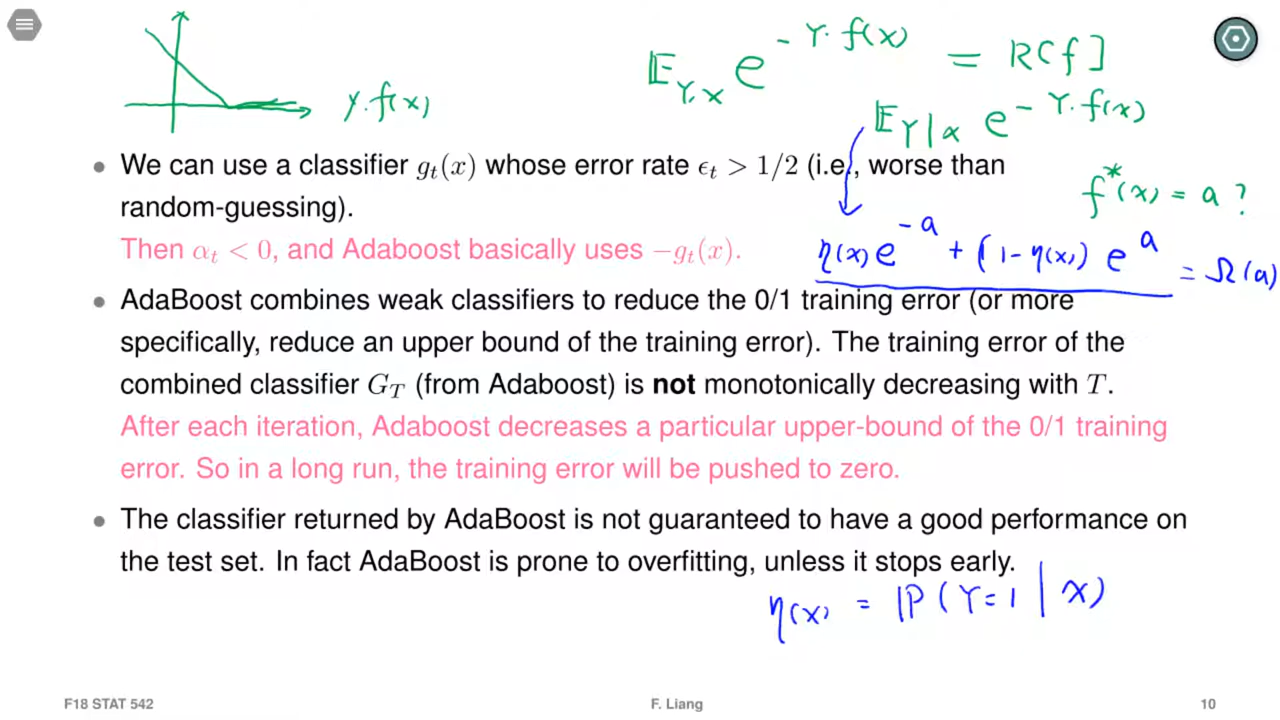 𝔼_{Y,X} e^{-Y·f(x)} = R[f]
y·f(x)
𝔼_{Y|x} e^{-Y·f(x)}
• We can use a classifier g_t(x) whose error rate ϵ_t > 1/2 (i.e., worse than
random-guessing).
f*(x) = a ?
Then α_t < 0, and Adaboost basically uses −g_t(x).
η(x) e^{-a} + (1 - η(x)) e^{a} = Ω(a)
• AdaBoost combines weak classifiers to reduce the 0/1 training error (or more
specifically, reduce an upper bound of the training error). The training error of the
combined classifier G_T (from Adaboost) is not monotonically decreasing with T.
After each iteration, Adaboost decreases a particular upper-bound of the 0/1 training
error. So in a long run, the training error will be pushed to zero.
• The classifier returned by AdaBoost is not guaranteed to have a good performance on
the test set. In fact AdaBoost is prone to overfitting, unless it stops early.
η(x) = ℙ(Y=1 | x)
F18 STAT 542
F. Liang
10